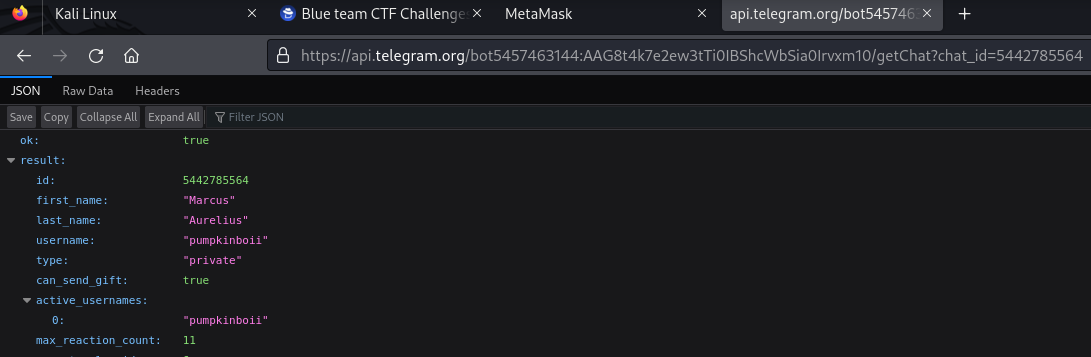 Kali Linux
Blue team CTF Challenge
MetaMask
api.telegram.org/bot545746
https://api.telegram.org/bot5457463144:AAG8t4k7e2ew3tTi0IBShcWbSia0Irvxm10/getChat?chat_id=5442785564
JSON
Raw Data
Headers
Save
Copy
Collapse All
Expand All
Filter JSON
ok: true
result:
id: 5442785564
first_name: "Marcus"
last_name: "Aurelius"
username: "pumpkinboii"
type: "private"
can_send_gift: true
active_usernames:
0: "pumpkinboii"
max_reaction_count: 11